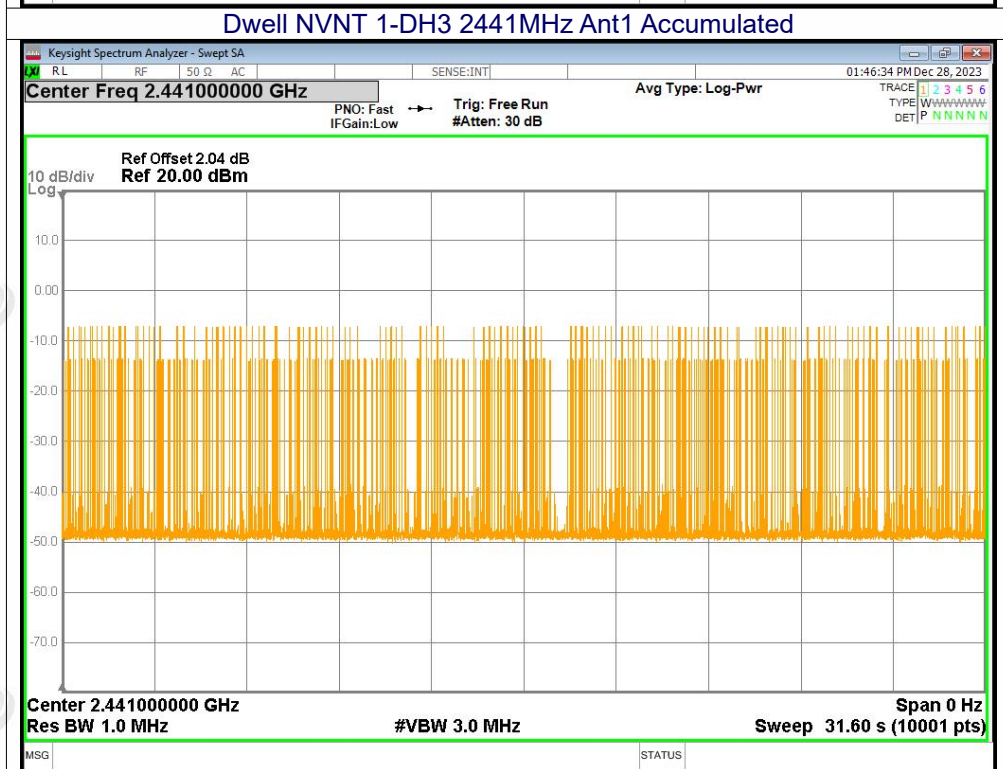 Dwell NVNT 1-DH3 2441MHz Ant1 Accumulated
Keysight Spectrum Analyzer - Swept SA
LXI RL RF 50 Ω AC SENSE:INT 01:46:34 PM Dec 28, 2023
Center Freq 2.441000000 GHz Avg Type: Log-Pwr TRACE 1 2 3 4 5 6
PNO: Fast Trig: Free Run TYPE WWWWWW
IFGain:Low #Atten: 30 dB DET P N N N N N
Ref Offset 2.04 dB
10 dB/div Ref 20.00 dBm
Log
10.0
0.00
-10.0
-20.0
-30.0
-40.0
-50.0
-60.0
-70.0
Center 2.441000000 GHz Span 0 Hz
Res BW 1.0 MHz #VBW 3.0 MHz Sweep 31.60 s (10001 pts)
MSG STATUS